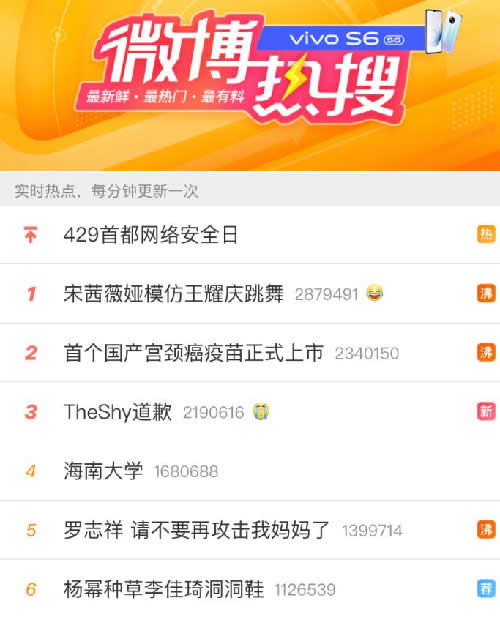 微博热搜
vivo S6 5G
最新鲜·最热门·最有料
实时热点,每分钟更新一次
429首都网络安全日 热
1 宋茜薇娅模仿王耀庆跳舞 2879491 😂 沸
2 首个国产宫颈癌疫苗正式上市 2340150 沸
3 TheShy道歉 2190616 😭 新
4 海南大学 1680688
5 罗志祥 请不要再攻击我妈妈了 1399714 沸
6 杨幂种草李佳琦洞洞鞋 1126539 荐